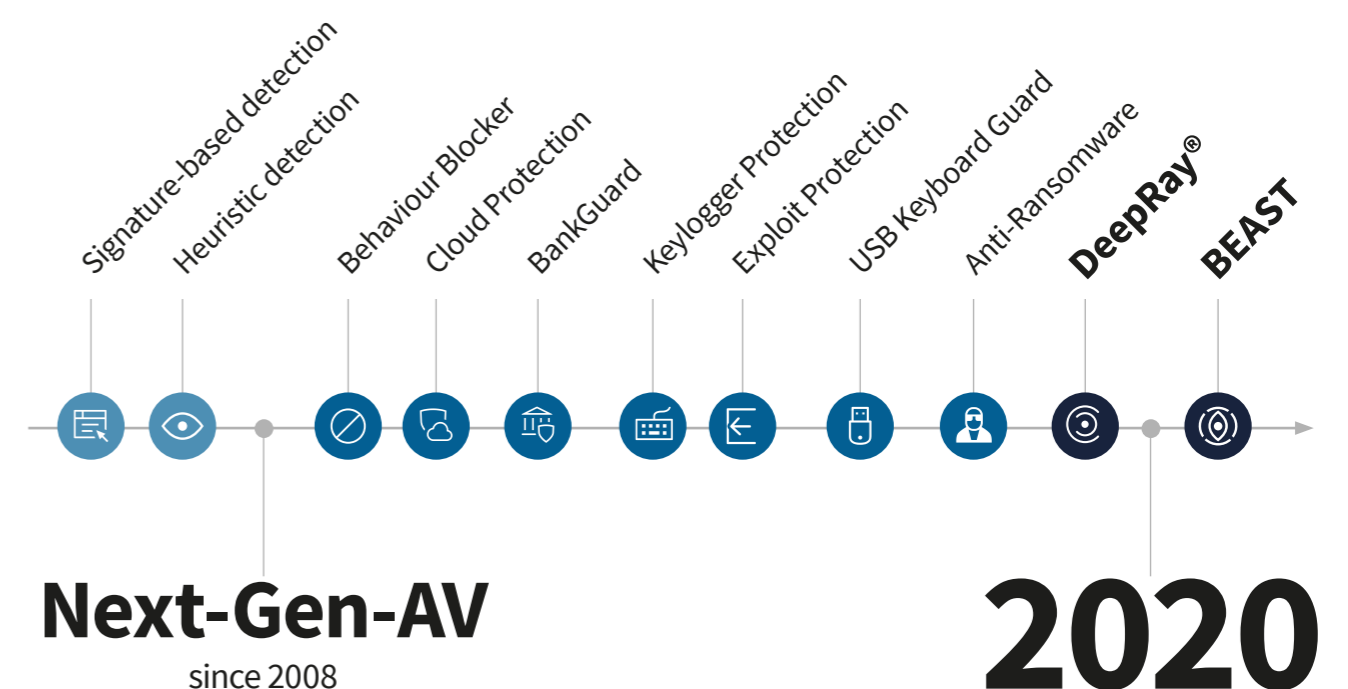 Signature-based detection
Heuristic detection
Behaviour Blocker
Cloud Protection
BankGuard
Keylogger Protection
Exploit Protection
USB Keyboard Guard
Anti-Ransomware
DeepRay®
BEAST
Next-Gen-AV
since 2008
2020